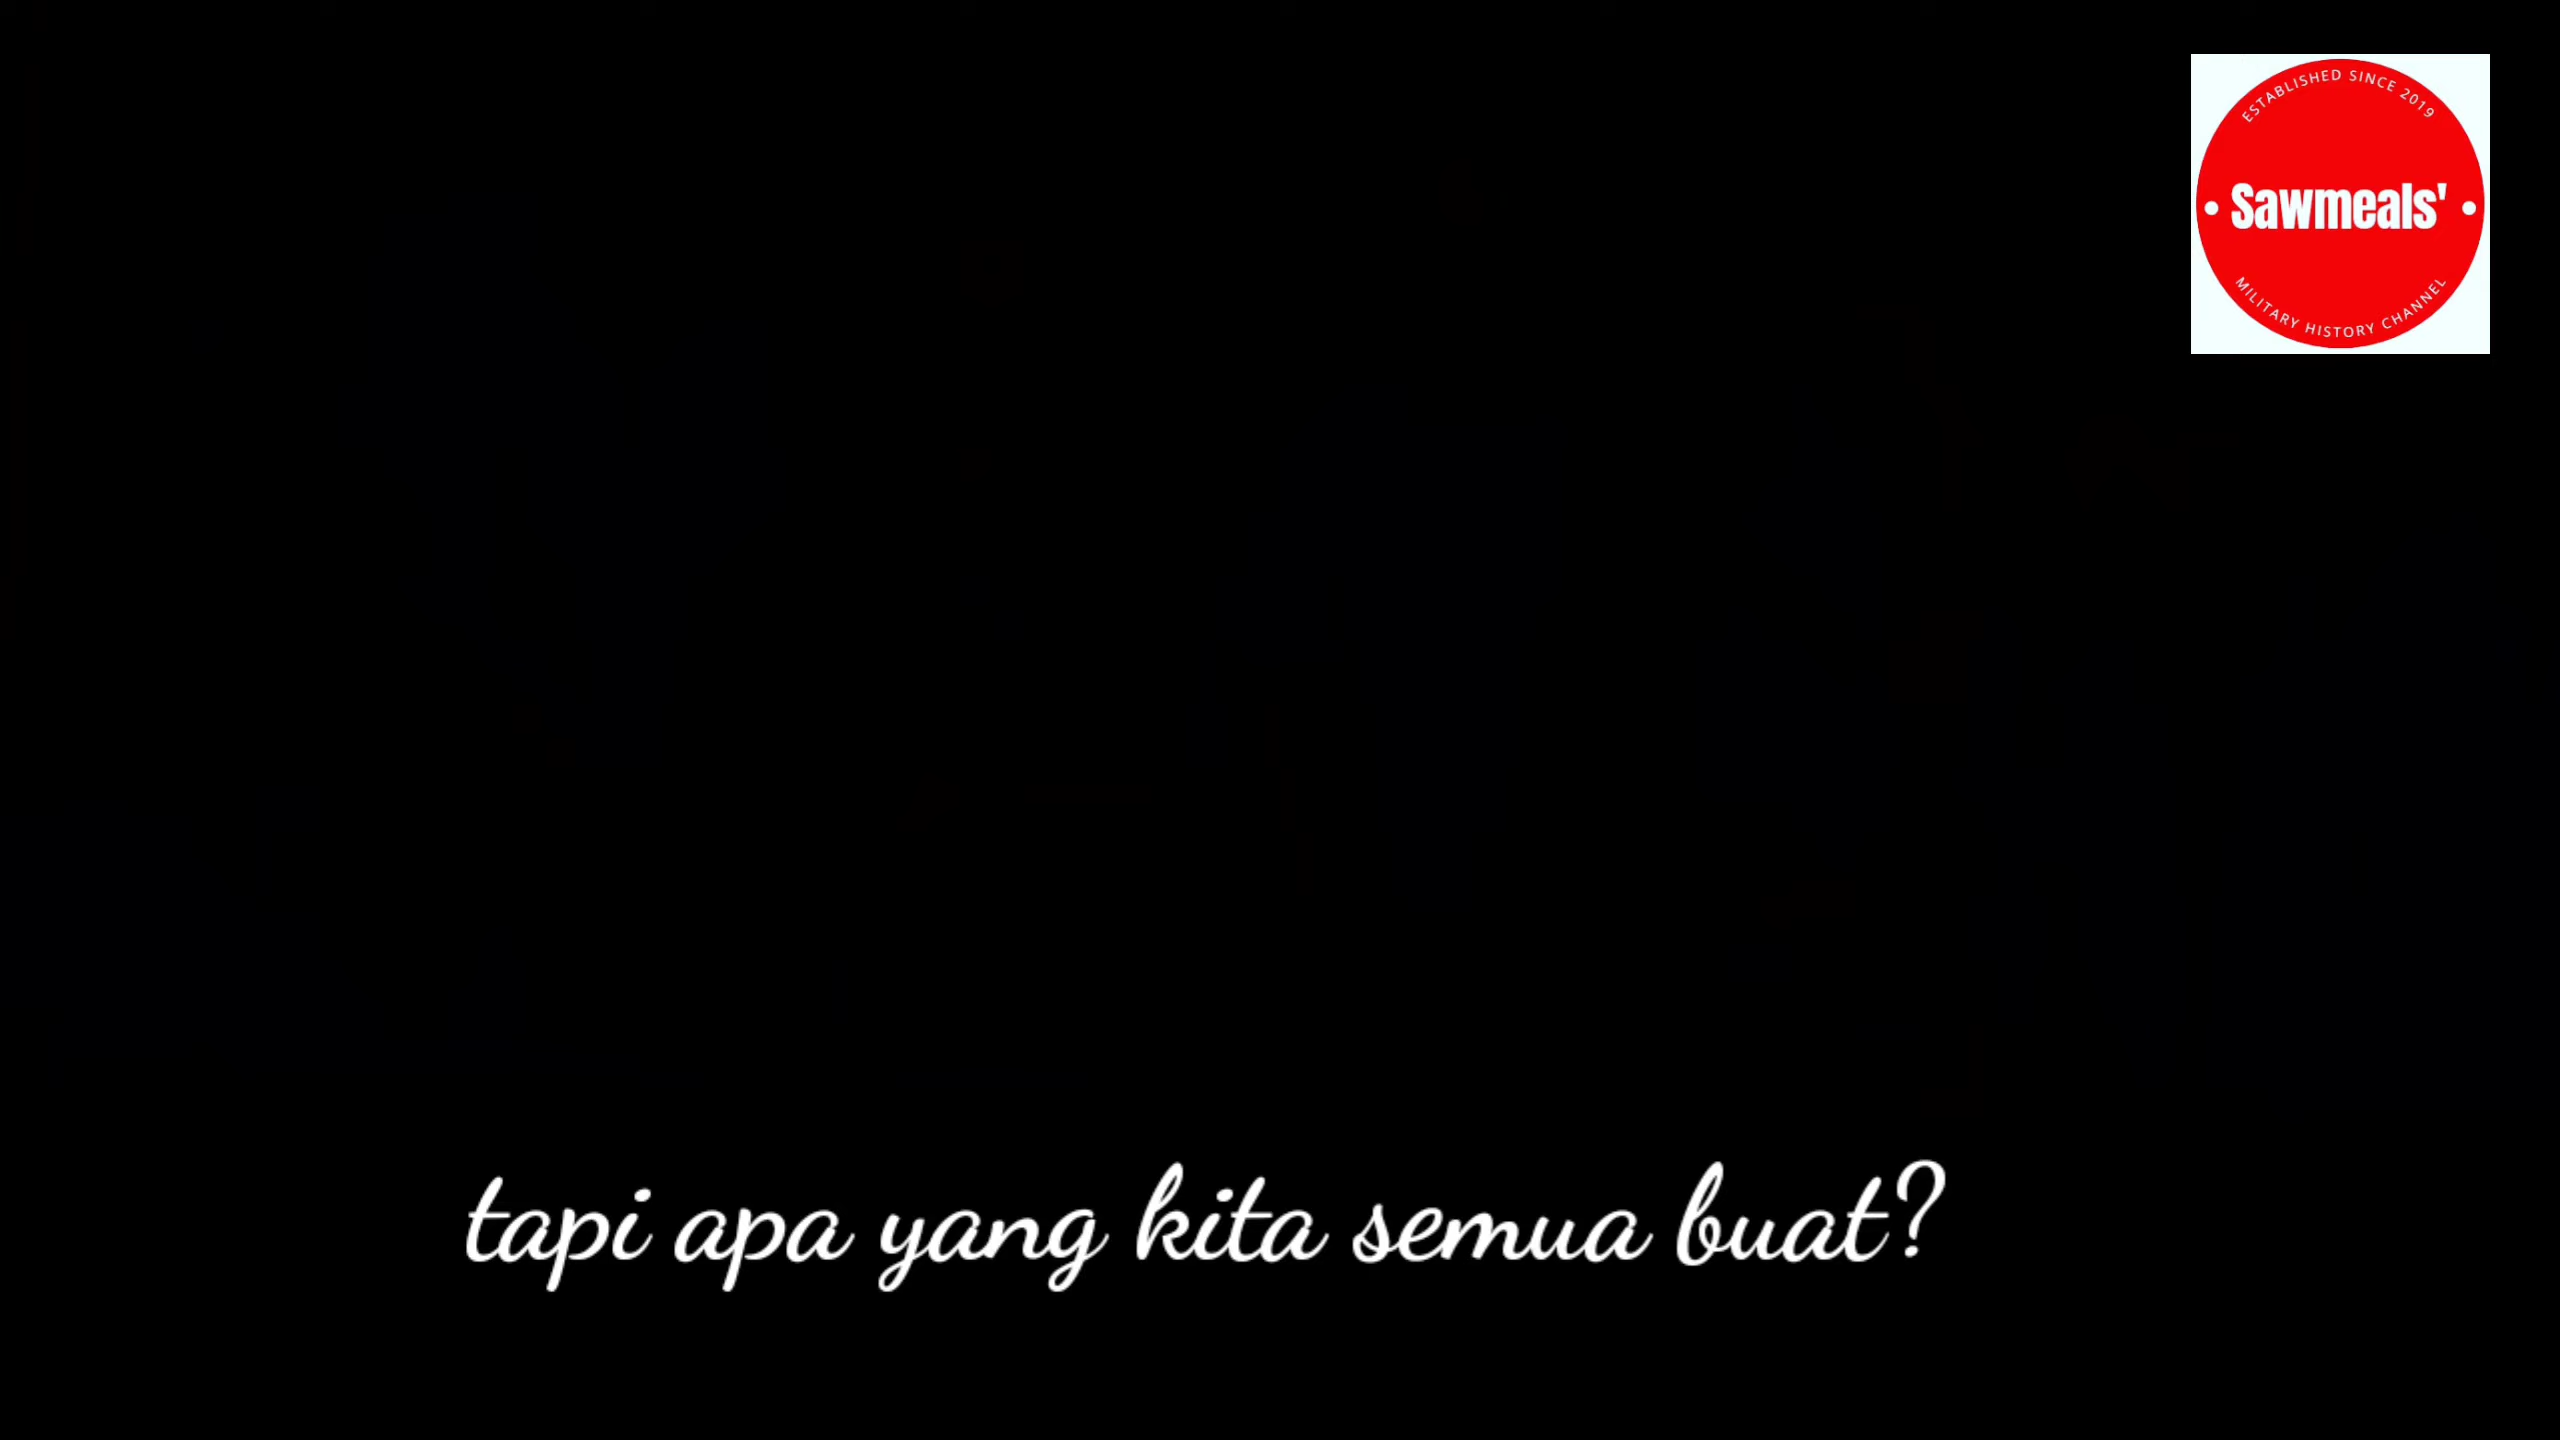 ESTABLISHED SINCE 2019
• Sawmeals' •
MILITARY HISTORY CHANNEL
tapi apa yang kita semua buat?